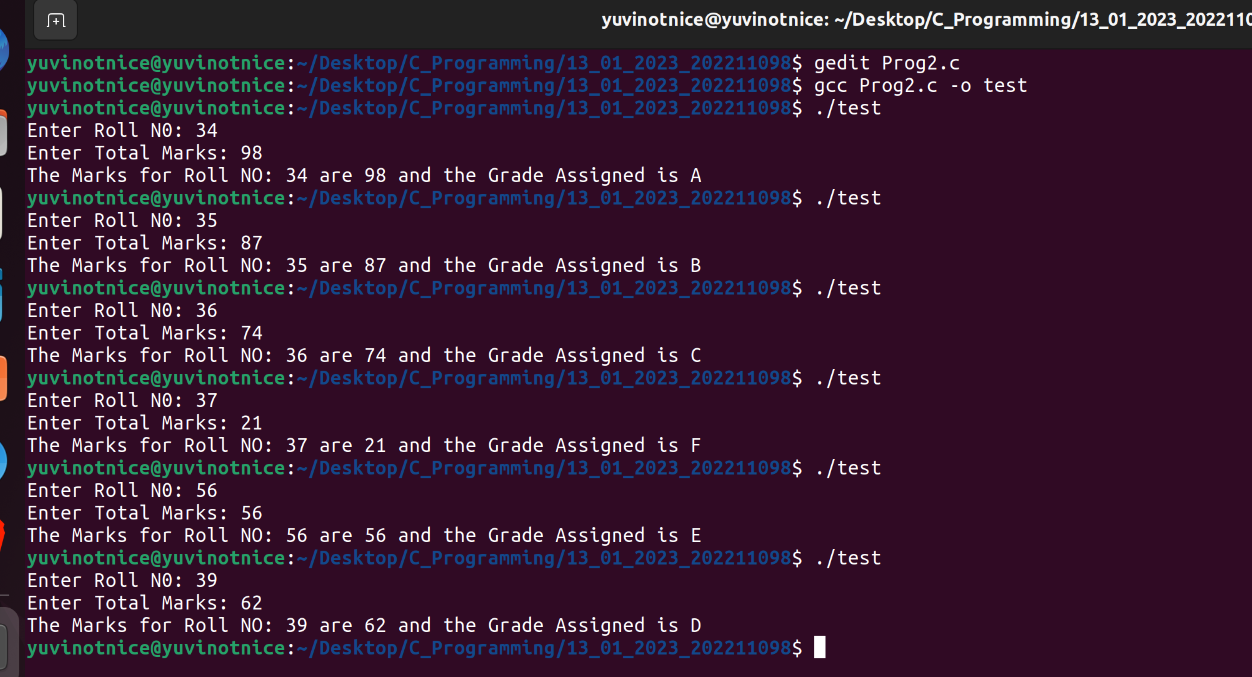 yuvinotnice@yuvinotnice: ~/Desktop/C_Programming/13_01_2023_2022110
yuvinotnice@yuvinotnice:~/Desktop/C_Programming/13_01_2023_202211098$ gedit Prog2.c
yuvinotnice@yuvinotnice:~/Desktop/C_Programming/13_01_2023_202211098$ gcc Prog2.c -o test
yuvinotnice@yuvinotnice:~/Desktop/C_Programming/13_01_2023_202211098$ ./test
Enter Roll N0: 34
Enter Total Marks: 98
The Marks for Roll NO: 34 are 98 and the Grade Assigned is A
yuvinotnice@yuvinotnice:~/Desktop/C_Programming/13_01_2023_202211098$ ./test
Enter Roll N0: 35
Enter Total Marks: 87
The Marks for Roll NO: 35 are 87 and the Grade Assigned is B
yuvinotnice@yuvinotnice:~/Desktop/C_Programming/13_01_2023_202211098$ ./test
Enter Roll N0: 36
Enter Total Marks: 74
The Marks for Roll NO: 36 are 74 and the Grade Assigned is C
yuvinotnice@yuvinotnice:~/Desktop/C_Programming/13_01_2023_202211098$ ./test
Enter Roll N0: 37
Enter Total Marks: 21
The Marks for Roll NO: 37 are 21 and the Grade Assigned is F
yuvinotnice@yuvinotnice:~/Desktop/C_Programming/13_01_2023_202211098$ ./test
Enter Roll N0: 56
Enter Total Marks: 56
The Marks for Roll NO: 56 are 56 and the Grade Assigned is E
yuvinotnice@yuvinotnice:~/Desktop/C_Programming/13_01_2023_202211098$ ./test
Enter Roll N0: 39
Enter Total Marks: 62
The Marks for Roll NO: 39 are 62 and the Grade Assigned is D
yuvinotnice@yuvinotnice:~/Desktop/C_Programming/13_01_2023_202211098$